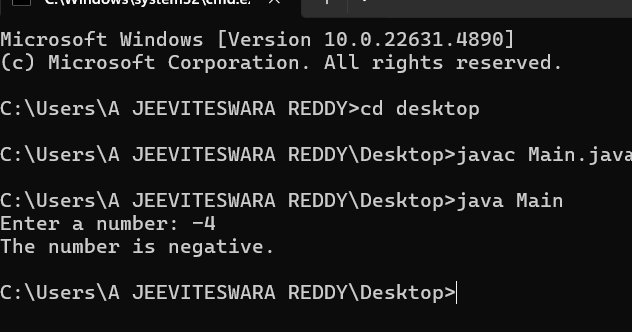 C:\Windows\system32\cmd.e
Microsoft Windows [Version 10.0.22631.4890]
(c) Microsoft Corporation. All rights reserved.
C:\Users\A JEEVITESWARA REDDY>cd desktop
C:\Users\A JEEVITESWARA REDDY\Desktop>javac Main.java
C:\Users\A JEEVITESWARA REDDY\Desktop>java Main
Enter a number: -4
The number is negative.
C:\Users\A JEEVITESWARA REDDY\Desktop>